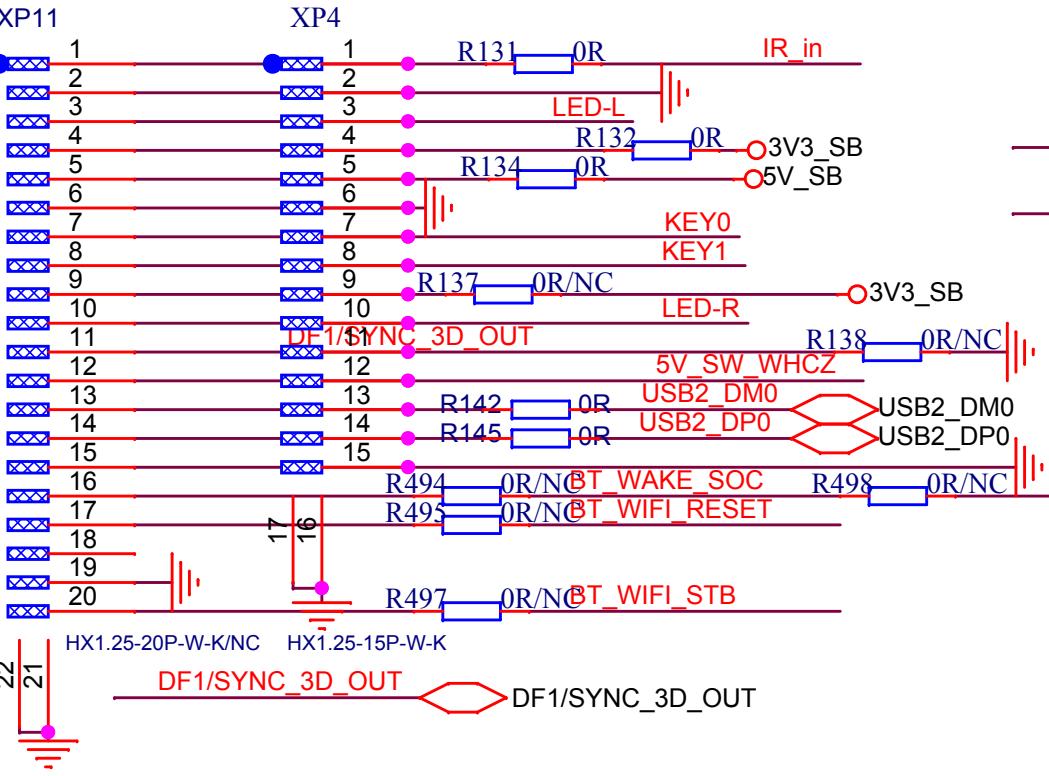 XP11 XP4
1 1 R131 0R IR_in
2 2
3 3 LED-L
4 4 R132 0R 3V3_SB
5 5 R134 0R 5V_SB
6 6
7 7 KEY0
8 8 KEY1
9 9 R137 0R/NC 3V3_SB
10 10 LED-R
11 DF1/SYNC_3D_OUT 11 R138 0R/NC
12 12 5V_SW_WHCZ
13 13 R142 0R USB2_DM0 USB2_DM0
14 14 R145 0R USB2_DP0 USB2_DP0
15 15
16 R494 0R/NC BT_WAKE_SOC R498 0R/NC
17 R495 0R/NC BT_WIFI_RESET
17 16
18
19
20 R497 0R/NC BT_WIFI_STB
HX1.25-20P-W-K/NC HX1.25-15P-W-K
22 21
DF1/SYNC_3D_OUT DF1/SYNC_3D_OUT